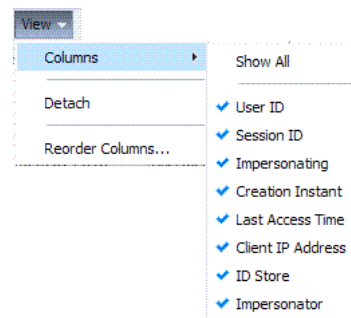 View
Columns
Detach
Reorder Columns...
Show All
User ID
Session ID
Impersonating
Creation Instant
Last Access Time
Client IP Address
ID Store
Impersonator